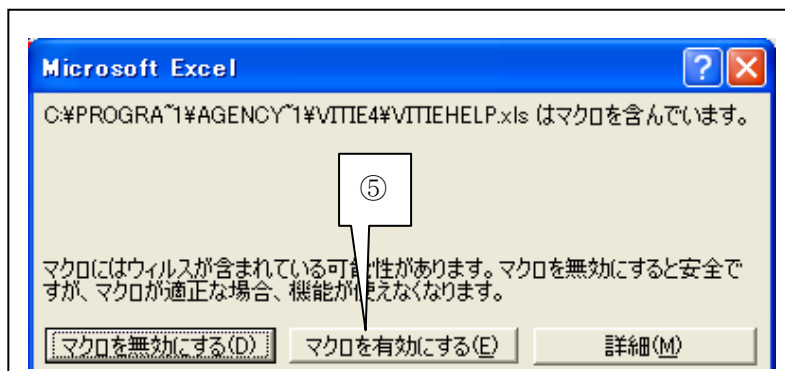 Microsoft Excel
C:¥PROGRA~1¥AGENCY~1¥VITTIE4¥VITTIEHELP.xls はマクロを含んでいます。
⑤
マクロにはウィルスが含まれている可能性があります。マクロを無効にすると安全で
すが、マクロが適正な場合、機能が使えなくなります。
マクロを無効にする(D) マクロを有効にする(E) 詳細(M)